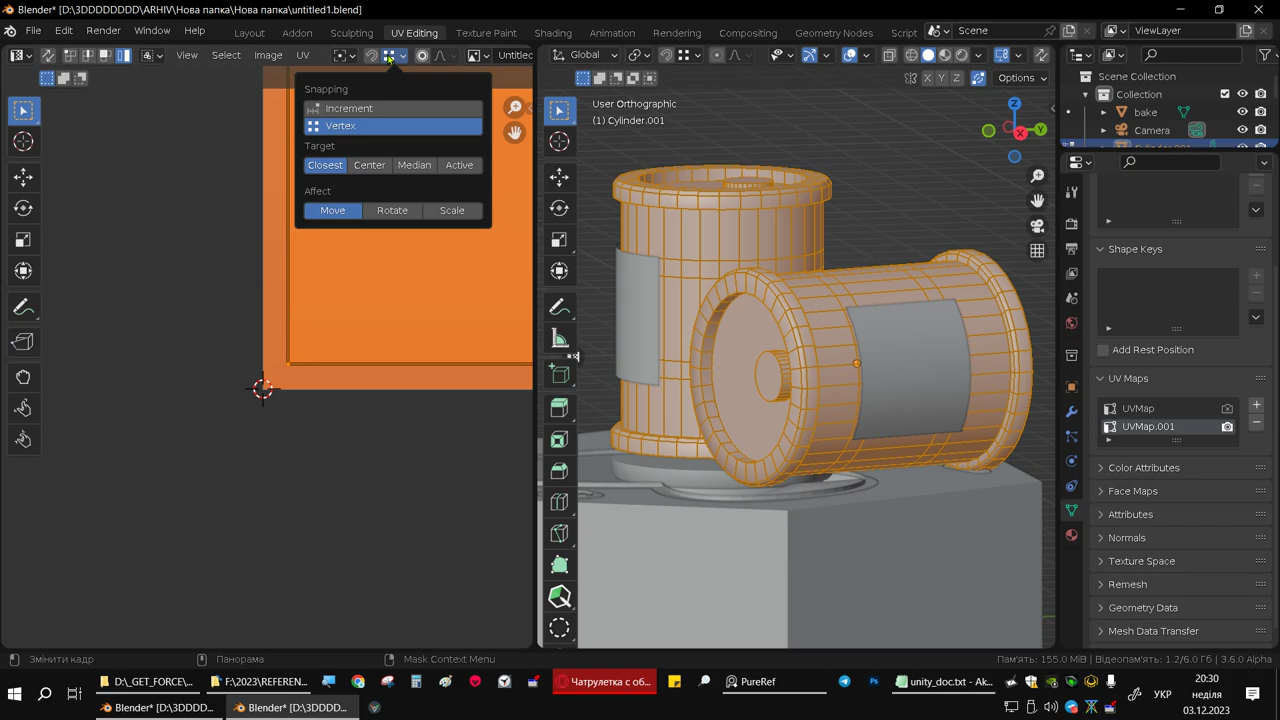 Blender* [D:\3DDDDDDDD\ARHIV\Нова папка\Нова папка\untitled1.blend]
File Edit Render Window Help
Layout Addon Sculpting UV Editing Texture Paint Shading Animation Rendering Compositing Geometry Nodes
Scene ViewLayer
View Select Image UV
Untitled
Global
X Y Z Options
Snapping
Increment
Vertex
Target
Closest Center Median Active
Affect
Move Rotate Scale
User Orthographic
(1) Cylinder.001
Z
Y
X
Scene Collection
Collection
bake
Camera
Shape Keys
Add Rest Position
UV Maps
UVMap
UVMap.001
Color Attributes
Face Maps
Attributes
Normals
Texture Space
Remesh
Geometry Data
Mesh Data Transfer
Змінити кадр Панорама Mask Context Menu
Пам'ять: 155.0 MiB | Відеопам'ять: 1.2/6.0 Гб | 3.6.0 Alpha
D:\_GET_FORCE/... F:\2023\REFEREN... Чатрулетка с об... PureRef unity_doc.txt - Ak...
Blender* [D:\3DDDD... Blender* [D:\3DDDD...
УКР
20:30
неділя
03.12.2023